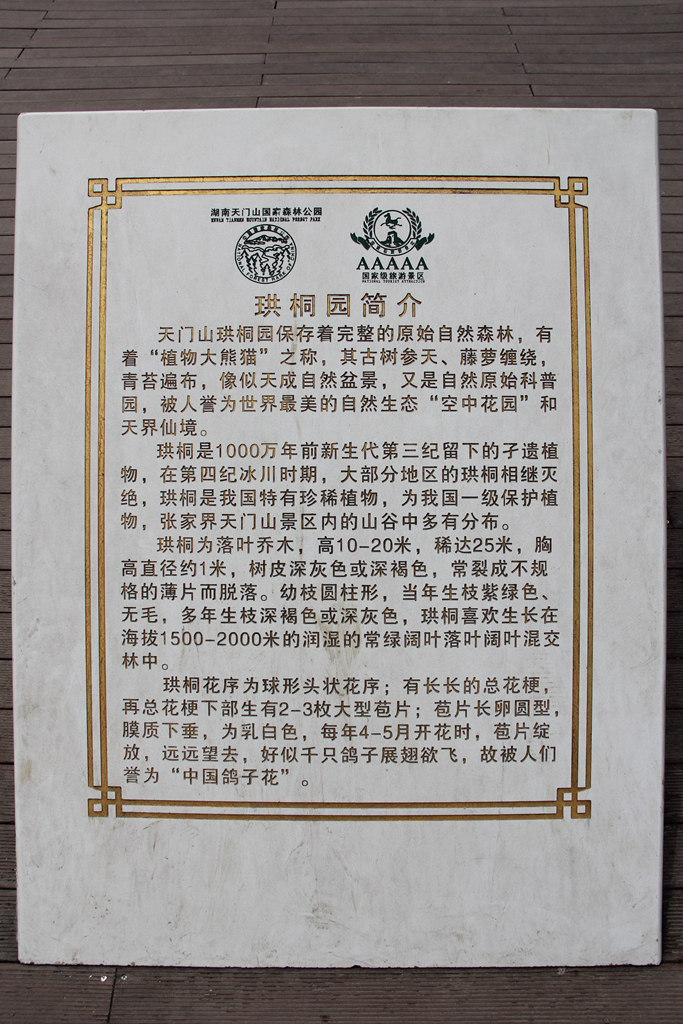 湖南天门山国家森林公园
HUNAN TIANMEN MOUNTAIN NATIONAL FOREST PARK
AAAAA
国家级旅游景区
NATIONAL TOURIST ATTRACTION
珙桐园简介
天门山珙桐园保存着完整的原始自然森林，有
着“植物大熊猫”之称，其古树参天、藤萝缠绕，
青苔遍布，像似天成自然盆景，又是自然原始科普
园，被人誉为世界最美的自然生态“空中花园”和
天界仙境。
珙桐是1000万年前新生代第三纪留下的孑遗植
物，在第四纪冰川时期，大部分地区的珙桐相继灭
绝，珙桐是我国特有珍稀植物，为我国一级保护植
物，张家界天门山景区内的山谷中多有分布。
珙桐为落叶乔木，高10-20米，稀达25米，胸
高直径约1米，树皮深灰色或深褐色，常裂成不规
格的薄片而脱落。幼枝圆柱形，当年生枝紫绿色、
无毛，多年生枝深褐色或深灰色，珙桐喜欢生长在
海拔1500-2000米的润湿的常绿阔叶落叶阔叶混交
林中。
珙桐花序为球形头状花序；有长长的总花梗，
再总花梗下部生有2-3枚大型苞片；苞片长卵圆型，
膜质下垂，为乳白色，每年4-5月开花时，苞片绽
放，远远望去，好似千只鸽子展翅欲飞，故被人们
誉为“中国鸽子花”。